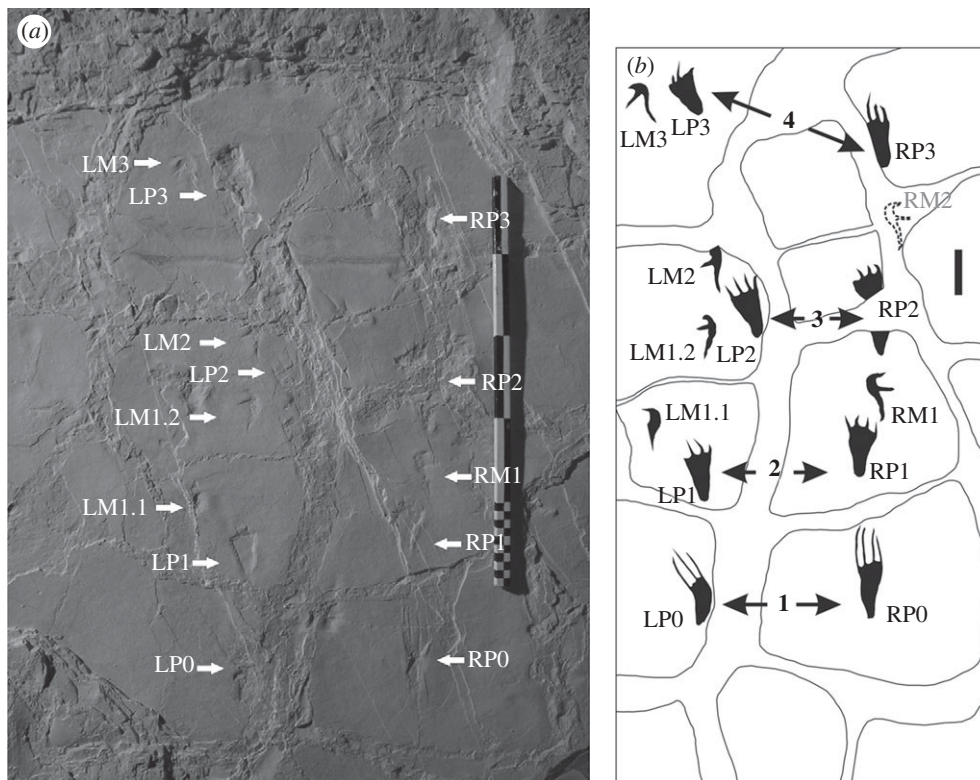 (a)
LM3
LP3
RP3
LM2
LP2
RP2
LM1.2
RM1
LM1.1
RP1
LP1
LP0
RP0
(b)
LM3
LP3
4
RP3
RM2
LM2
3
RP2
LM1.2
LP2
LM1.1
RM1
2
RP1
LP1
1
LP0
RP0